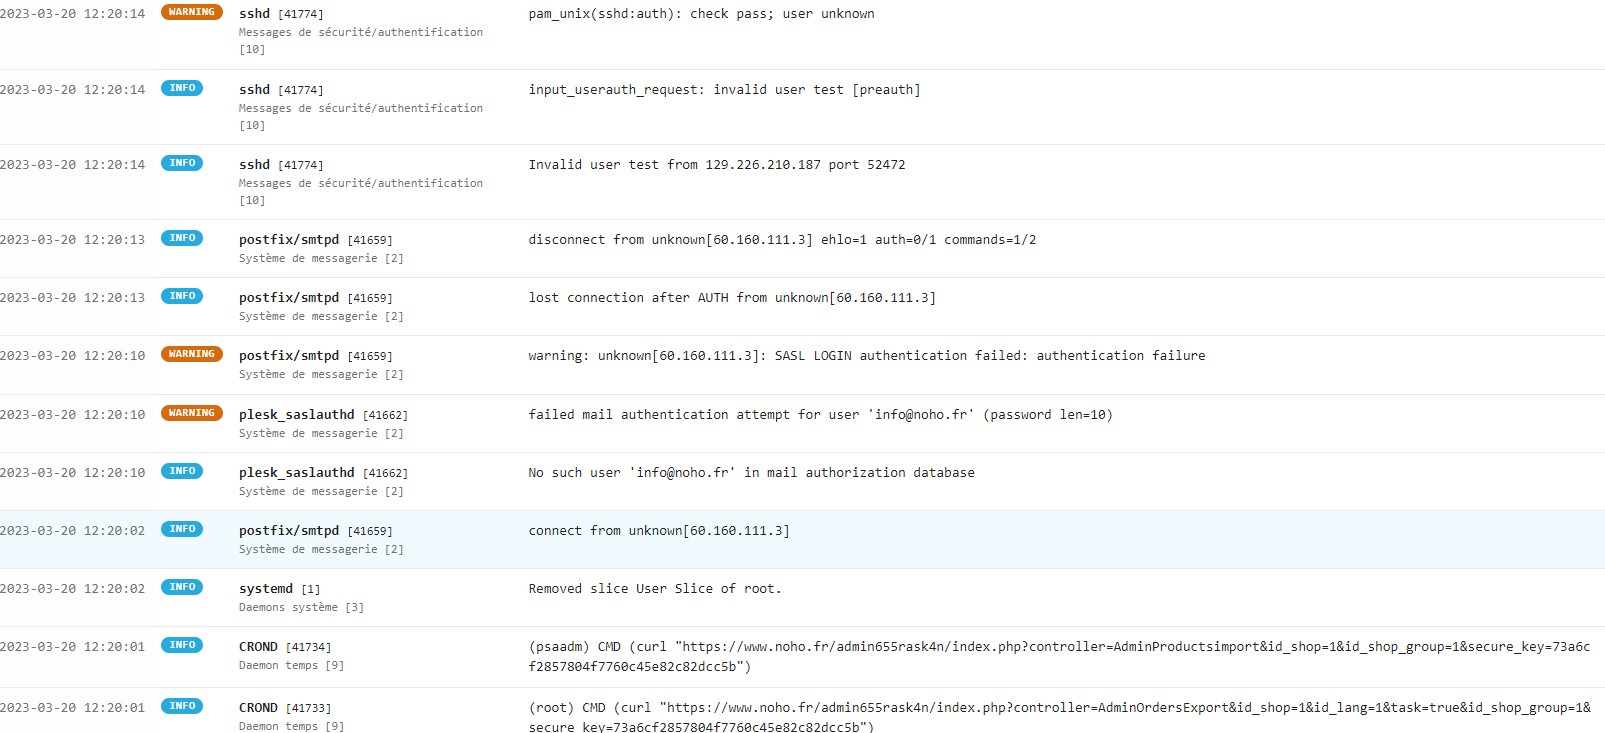 2023-03-20 12:20:14 WARNING sshd [41774] pam_unix(sshd:auth): check pass; user unknown
Messages de sécurité/authentification
[10]
2023-03-20 12:20:14 INFO sshd [41774] input_userauth_request: invalid user test [preauth]
Messages de sécurité/authentification
[10]
2023-03-20 12:20:14 INFO sshd [41774] Invalid user test from 129.226.210.187 port 52472
Messages de sécurité/authentification
[10]
2023-03-20 12:20:13 INFO postfix/smtpd [41659] disconnect from unknown[60.160.111.3] ehlo=1 auth=0/1 commands=1/2
Système de messagerie [2]
2023-03-20 12:20:13 INFO postfix/smtpd [41659] lost connection after AUTH from unknown[60.160.111.3]
Système de messagerie [2]
2023-03-20 12:20:10 WARNING postfix/smtpd [41659] warning: unknown[60.160.111.3]: SASL LOGIN authentication failed: authentication failure
Système de messagerie [2]
2023-03-20 12:20:10 WARNING plesk_saslauthd [41662] failed mail authentication attempt for user 'info@noho.fr' (password len=10)
Système de messagerie [2]
2023-03-20 12:20:10 INFO plesk_saslauthd [41662] No such user 'info@noho.fr' in mail authorization database
Système de messagerie [2]
2023-03-20 12:20:02 INFO postfix/smtpd [41659] connect from unknown[60.160.111.3]
Système de messagerie [2]
2023-03-20 12:20:02 INFO systemd [1] Removed slice User Slice of root.
Daemons système [3]
2023-03-20 12:20:01 INFO CROND [41734] (psaadm) CMD (curl "https://www.noho.fr/admin655rask4n/index.php?controller=AdminProductsimport&id_shop=1&id_shop_group=1&secure_key=73a6c
Daemon temps [9] f2857804f7760c45e82c82dcc5b")
2023-03-20 12:20:01 INFO CROND [41733] (root) CMD (curl "https://www.noho.fr/admin655rask4n/index.php?controller=AdminOrdersExport&id_shop=1&id_lang=1&task=true&id_shop_group=1&
Daemon temps [9] secure_key=73a6cf2857804f7760c45e82c82dcc5b")